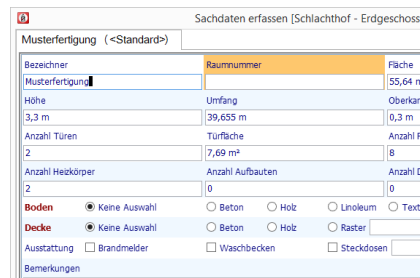 Sachdaten erfassen [Schlachthof - Erdgeschoss
Musterfertigung (<Standard>)
Bezeichner Raumnummer Fläche
Musterfertigung 55,64
Höhe Umfang
3,3 m 39,655 m 0,3 m
Anzahl Türen Türfläche Anzahl
2 7,69 m² 8
Anzahl Heizkörper Anzahl Aufbauten Anzahl
2 0 0
Boden Keine Auswahl Beton Holz Linoleum
Decke Keine Auswahl Beton Holz Raster
Ausstattung Brandmelder Waschbecken Steckdosen
Bemerkungen